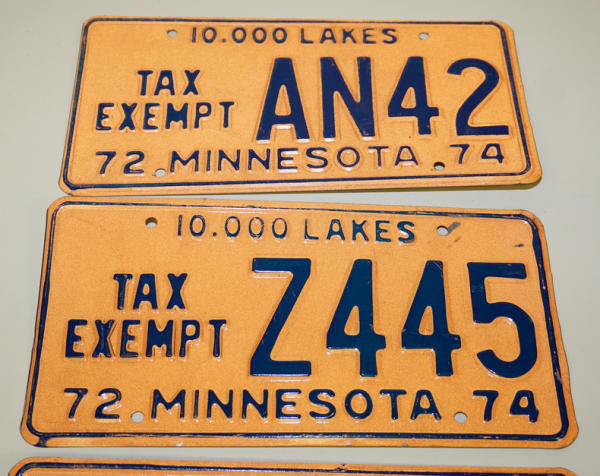 10.000 LAKES
TAX
EXEMPT AN42
72 MINNESOTA 74
10.000 LAKES
TAX
EXEMPT Z445
72 MINNESOTA 74